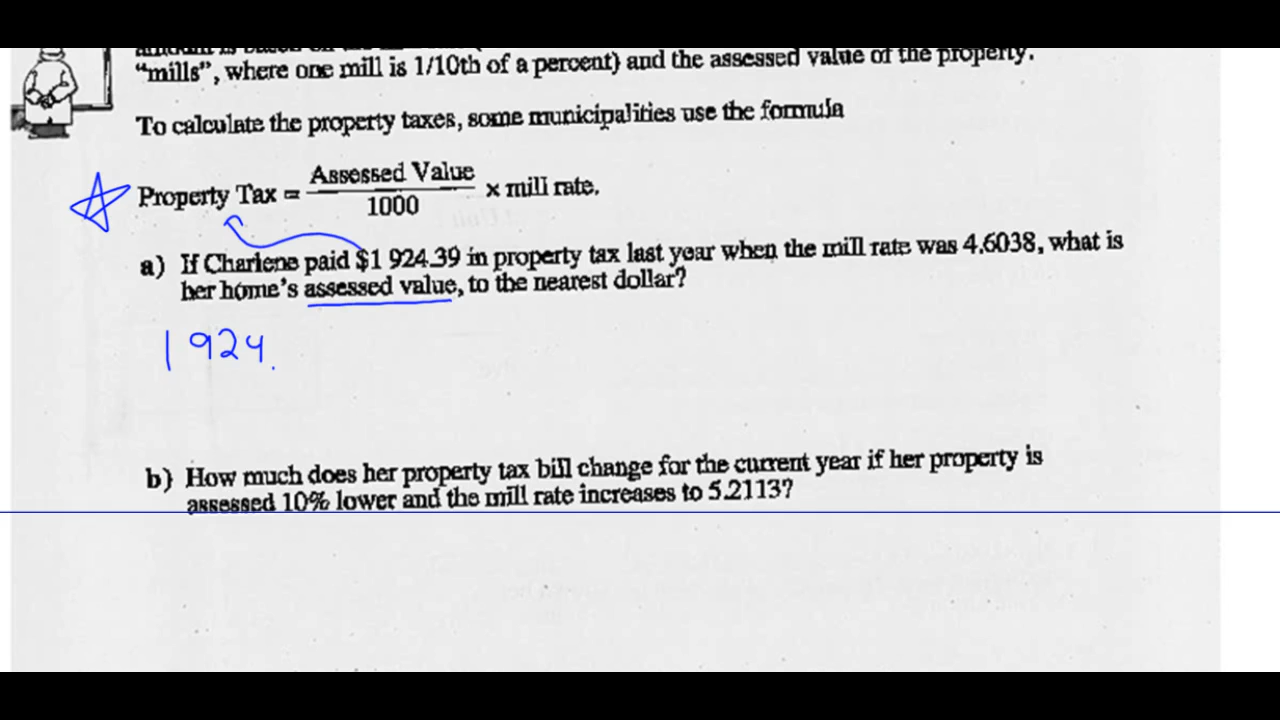 "mills", where one mill is 1/10th of a percent) and the assessed value of the property.
To calculate the property taxes, some municipalities use the formula
Property Tax = Assessed Value / 1000 × mill rate.
a) If Charlene paid $1 924.39 in property tax last year when the mill rate was 4.6038, what is
her home's assessed value, to the nearest dollar?
1924.
b) How much does her property tax bill change for the current year if her property is
assessed 10% lower and the mill rate increases to 5.2113?